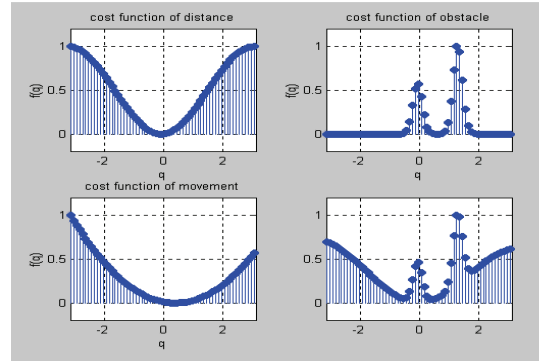 cost function of distance
cost function of obstacle
1
0.5
0
f(q)
-2
0
2
q
1
0.5
0
f(q)
-2
0
2
q
cost function of movement
1
0.5
0
f(q)
-2
0
2
q
1
0.5
0
-2
0
2